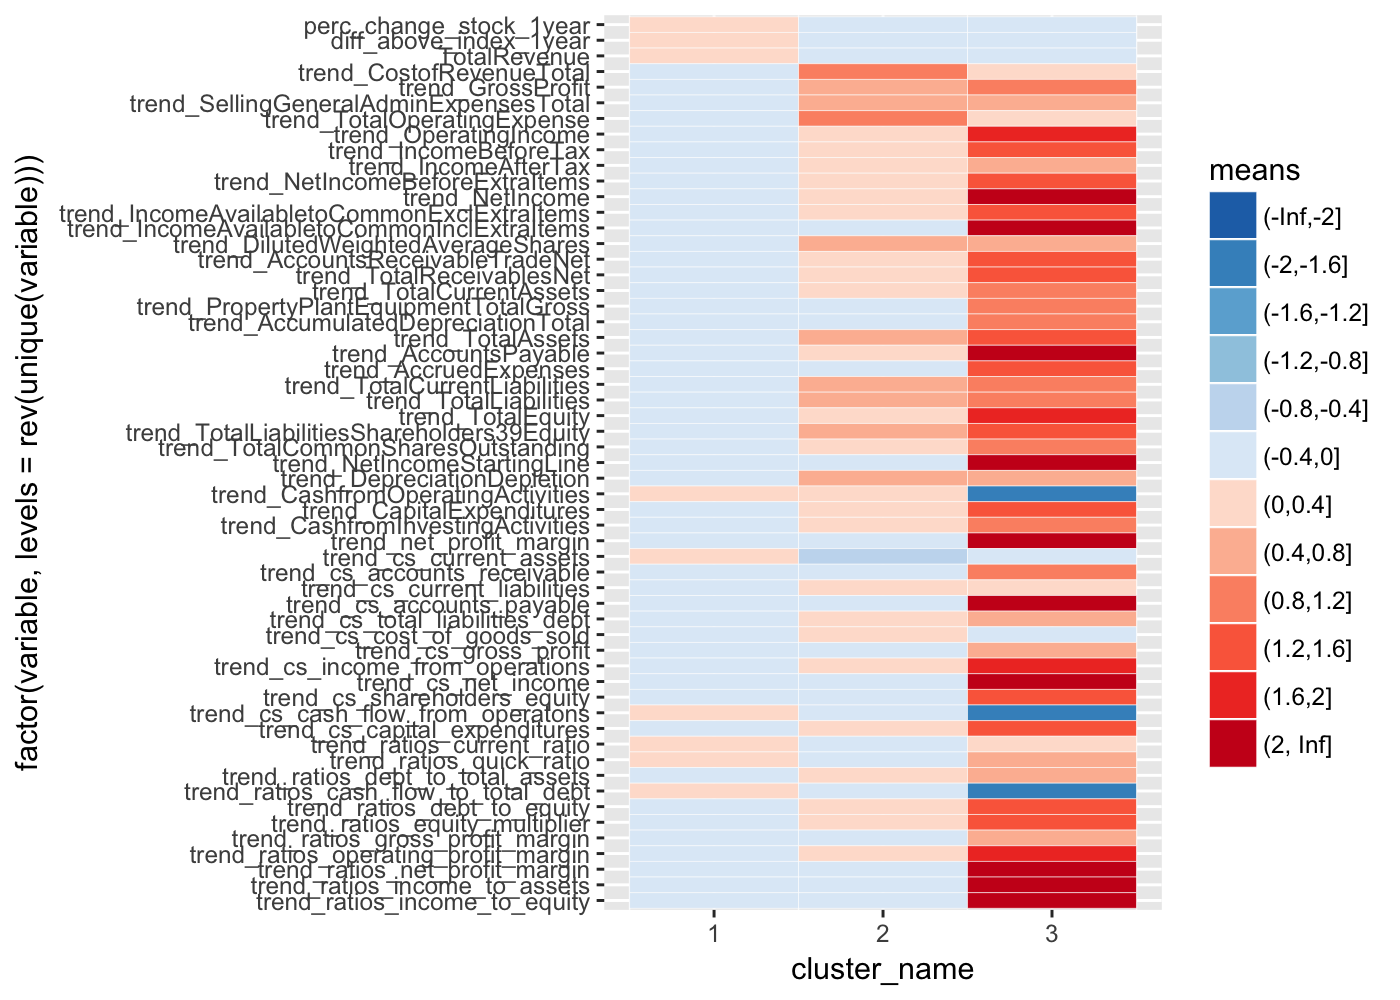 factor(variable, levels = rev(unique(variable)))
perc_change_stock_1year
diff_above_index_1year
TotalRevenue
trend_CostofRevenueTotal
trend_GrossProfit
trend_SellingGeneralAdminExpensesTotal
trend_TotalOperatingExpense
trend_OperatingIncome
trend_IncomeBeforeTax
trend_IncomeAfterTax
trend_NetIncomeBeforeExtraItems
trend_NetIncome
trend_IncomeAvailabletoCommonExclExtraItems
trend_IncomeAvailabletoCommonInclExtraItems
trend_DilutedWeightedAverageShares
trend_AccountsReceivableTradeNet
trend_TotalReceivablesNet
trend_TotalCurrentAssets
trend_PropertyPlantEquipmentTotalGross
trend_AccumulatedDepreciationTotal
trend_TotalAssets
trend_AccountsPayable
trend_AccruedExpenses
trend_TotalCurrentLiabilities
trend_TotalLiabilities
trend_TotalEquity
trend_TotalLiabilitiesShareholders39Equity
trend_TotalCommonSharesOutstanding
trend_NetIncomeStartingLine
trend_DepreciationDepletion
trend_CashfromOperatingActivities
trend_CapitalExpenditures
trend_CashfromInvestingActivities
trend_net_profit_margin
trend_cs_current_assets
trend_cs_accounts_receivable
trend_cs_current_liabilities
trend_cs_accounts_payable
trend_cs_total_liabilities_debt
trend_cs_cost_of_goods_sold
trend_cs_gross_profit
trend_cs_income_from_operations
trend_cs_net_income
trend_cs_shareholders_equity
trend_cs_cash_flow_from_operatons
trend_cs_capital_expenditures
trend_ratios_current_ratio
trend_ratios_quick_ratio
trend_ratios_debt_to_total_assets
trend_ratios_cash_flow_to_total_debt
trend_ratios_debt_to_equity
trend_ratios_equity_multiplier
trend_ratios_gross_profit_margin
trend_ratios_operating_profit_margin
trend_ratios_net_profit_margin
trend_ratios_income_to_assets
trend_ratios_income_to_equity
1 2 3
cluster_name
means
(-Inf,-2]
(-2,-1.6]
(-1.6,-1.2]
(-1.2,-0.8]
(-0.8,-0.4]
(-0.4,0]
(0,0.4]
(0.4,0.8]
(0.8,1.2]
(1.2,1.6]
(1.6,2]
(2, Inf]